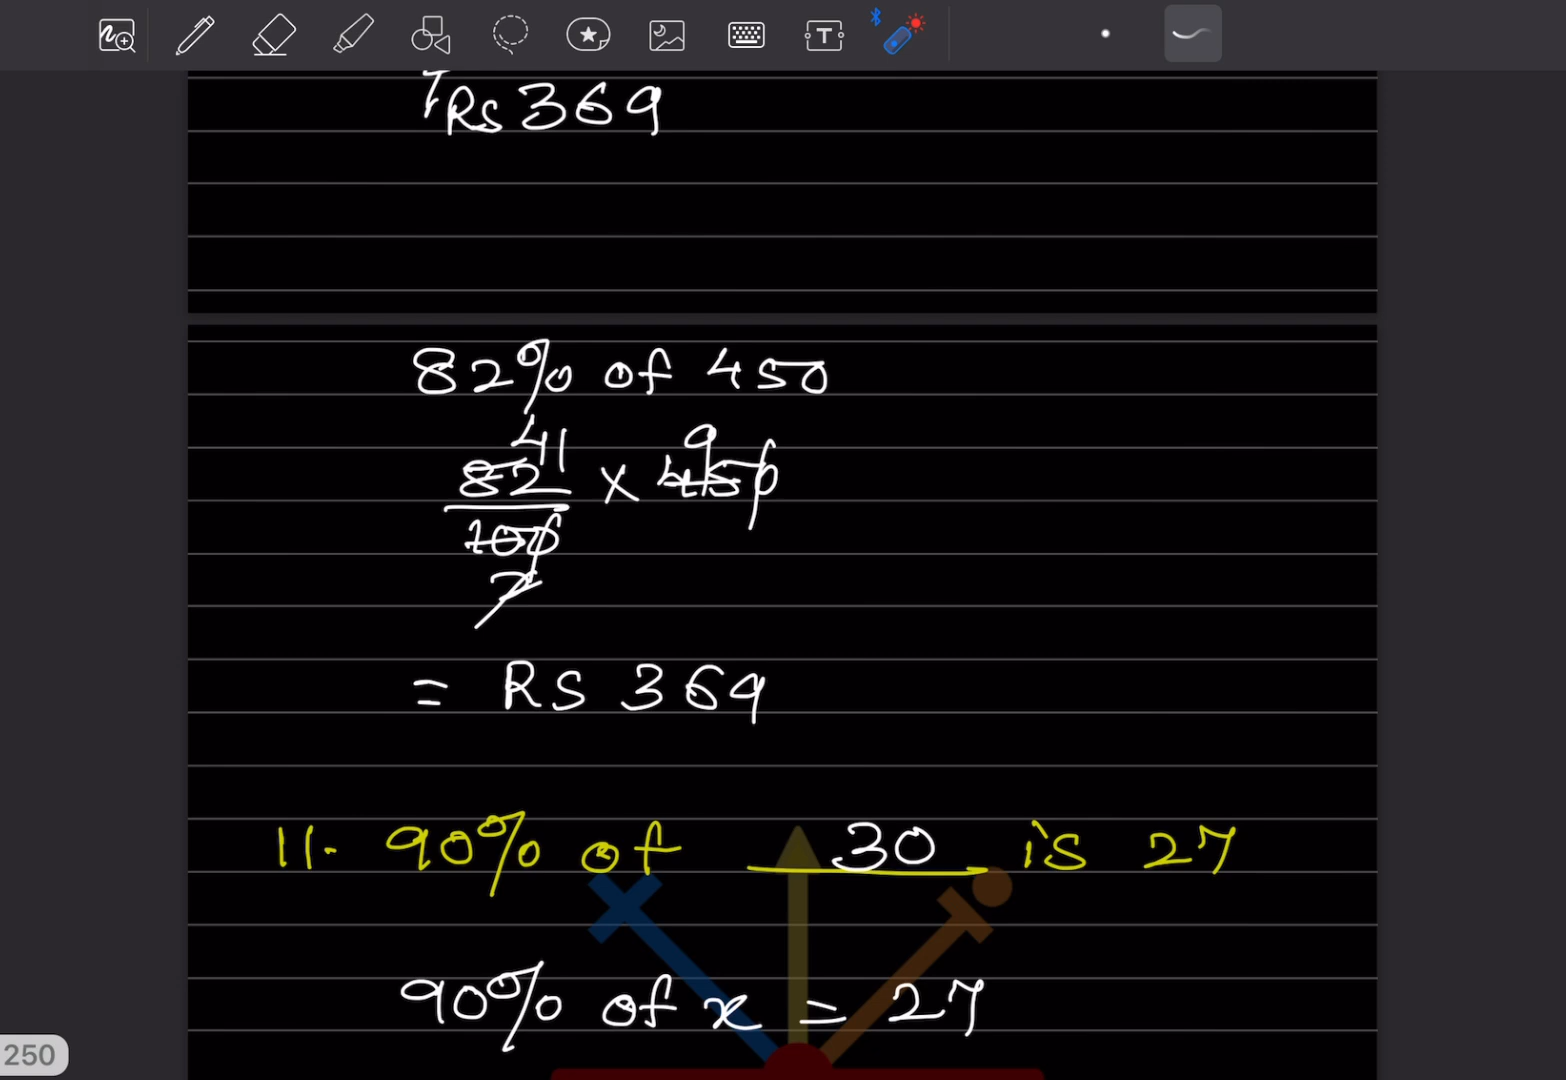 Rs 369
82% of 450
41 9
82 × 450
100
2
= RS 369
11. 90% of 30 is 27
90% of x = 27
250